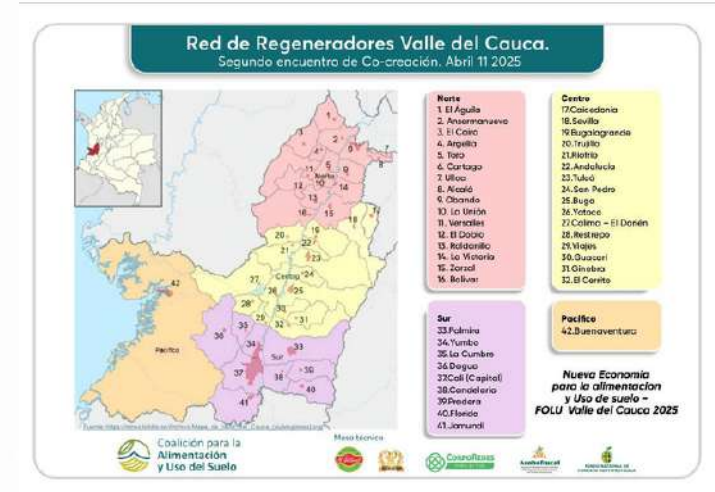 Red de Regeneradores Valle del Cauca.
Segundo encuentro de Co-creación. Abril 11 2025
Norte
1. El Águila
2. Ansermanuevo
3. El Cairo
4. Argelia
5. Toro
6. Cartago
7. Ulloa
8. Alcalá
9. Obando
10. La Unión
11. Versalles
12. El Dobio
13. Roldanillo
14. La Victoria
15. Zarzal
16. Bolívar
Centro
17.Caicedonia
18. Sevilla
19.Bugalagrande
20.Trujillo
21.Riofrío
22. Andalucía
23.Tuluá
24.San Pedro
25.Buga
26.Yotoco
27.Calima – El Darién
28.Restrepo
29.Viajes
30.Guacarí
31.Ginebra
32.El Cerrito
Sur
33.Palmira
34.Yumbo
35.La Cumbre
36.Dagua
37.Cali (Capital)
38.Candelaria
39.Pradera
40.Florida
41.Jamundí
Pacífico
42.Buenaventura
Norte
Centro
Pacífico
Sur
Nueva Economía
para la alimentacion
y Uso de suelo –
FOLU Valle del Cauca 2025
Coalición para la
Alimentación
y Uso del Suelo
Mesa técnica